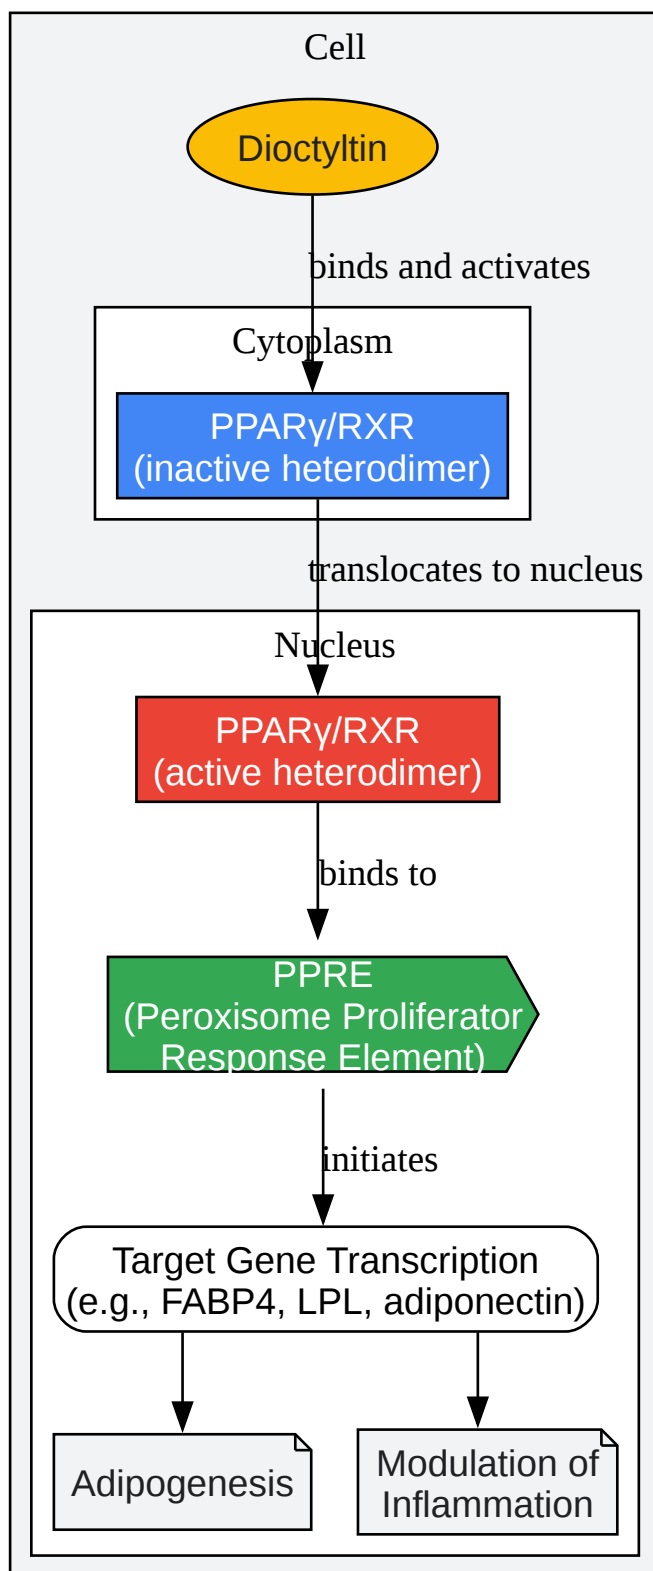 Cell
Dioctyltin
binds and activates
Cytoplasm
PPARγ/RXR
(inactive heterodimer)
translocates to nucleus
Nucleus
PPARγ/RXR
(active heterodimer)
binds to
PPRE
(Peroxisome Proliferator
Response Element)
initiates
Target Gene Transcription
(e.g., FABP4, LPL, adiponectin)
Adipogenesis
Modulation of
Inflammation